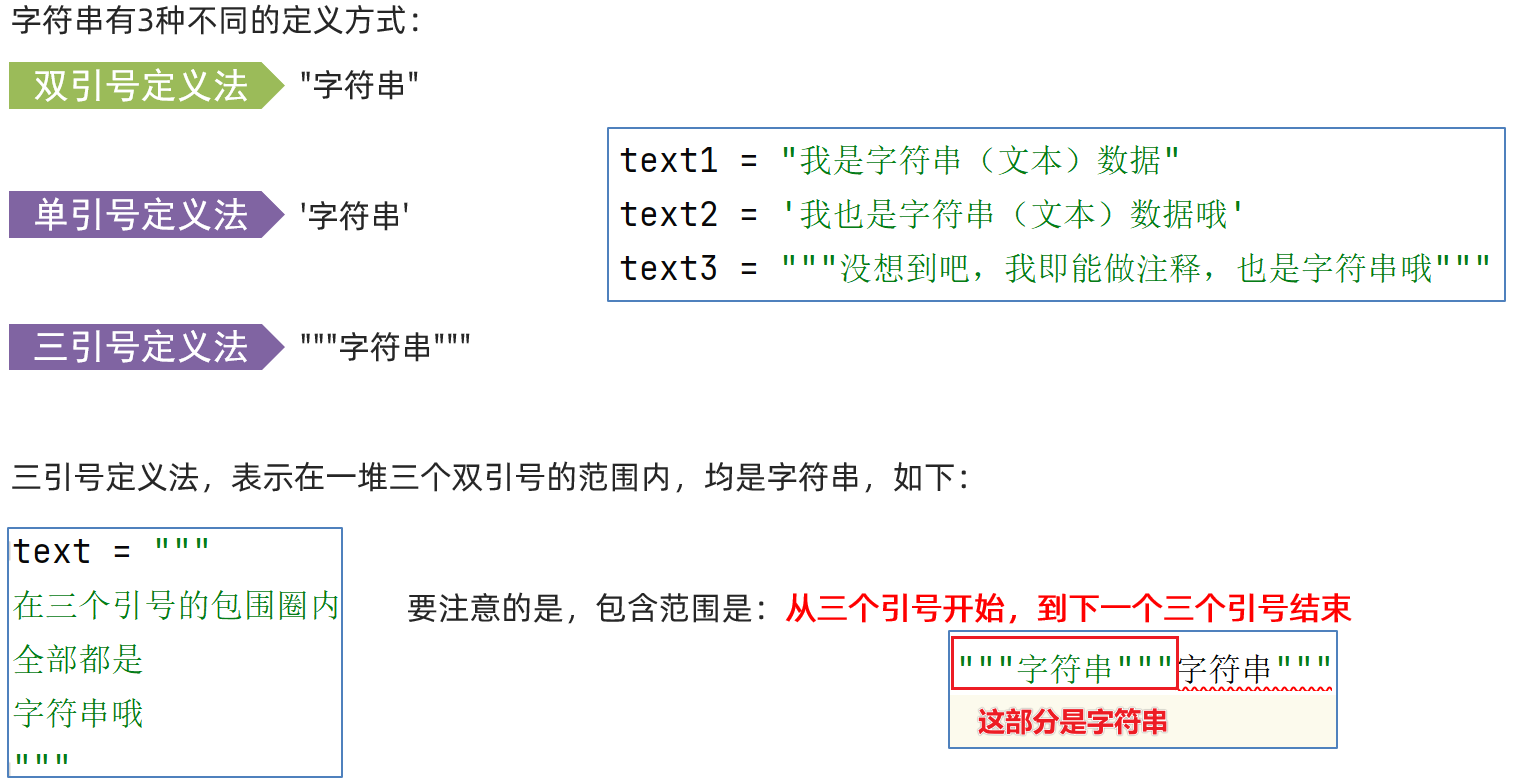 字符串有3种不同的定义方式：
双引号定义法 "字符串"
单引号定义法 '字符串'
三引号定义法 """字符串"""
text1 = "我是字符串（文本）数据"
text2 = '我也是字符串（文本）数据哦'
text3 = """没想到吧，我即能做注释，也是字符串哦"""
三引号定义法，表示在一堆三个双引号的范围内，均是字符串，如下：
text = """
在三个引号的包围圈内
全部都是
字符串哦
"""
要注意的是，包含范围是：从三个引号开始，到下一个三个引号结束
"""字符串"""字符串"""
这部分是字符串